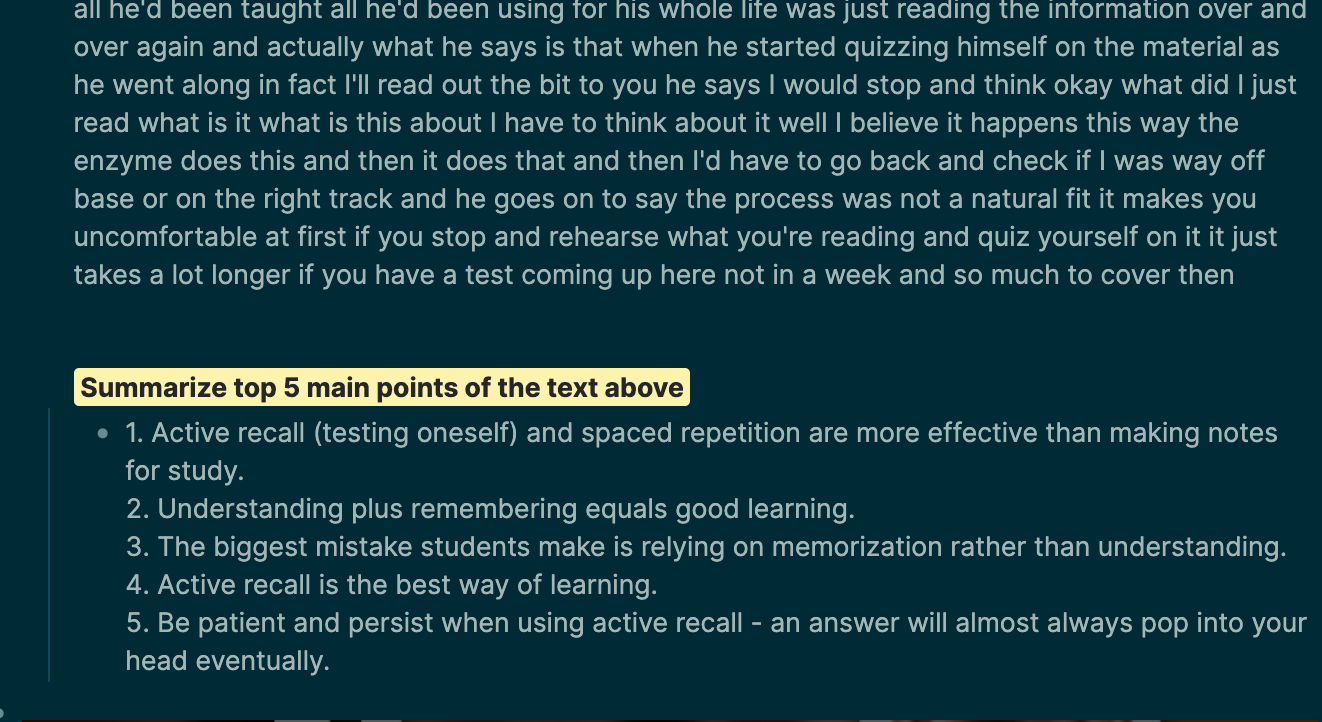 all he'd been taught all he'd been using for his whole life was just reading the information over and
over again and actually what he says is that when he started quizzing himself on the material as
he went along in fact I'll read out the bit to you he says I would stop and think okay what did I just
read what is it what is this about I have to think about it well I believe it happens this way the
enzyme does this and then it does that and then I'd have to go back and check if I was way off
base or on the right track and he goes on to say the process was not a natural fit it makes you
uncomfortable at first if you stop and rehearse what you're reading and quiz yourself on it it just
takes a lot longer if you have a test coming up here not in a week and so much to cover then
Summarize top 5 main points of the text above
1. Active recall (testing oneself) and spaced repetition are more effective than making notes
for study.
2. Understanding plus remembering equals good learning.
3. The biggest mistake students make is relying on memorization rather than understanding.
4. Active recall is the best way of learning.
5. Be patient and persist when using active recall - an answer will almost always pop into your
head eventually.